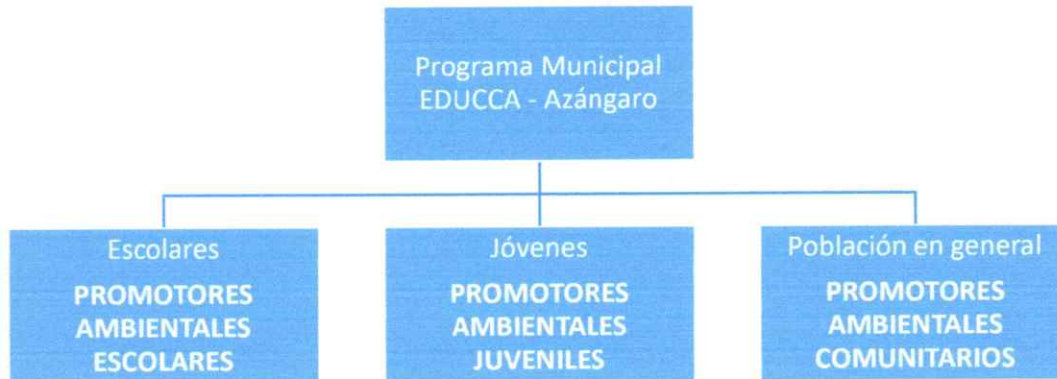 Programa Municipal
EDUCCA - Azángaro
Escolares
PROMOTORES
AMBIENTALES
ESCOLARES
Jóvenes
PROMOTORES
AMBIENTALES
JUVENILES
Población en general
PROMOTORES
AMBIENTALES
COMUNITARIOS